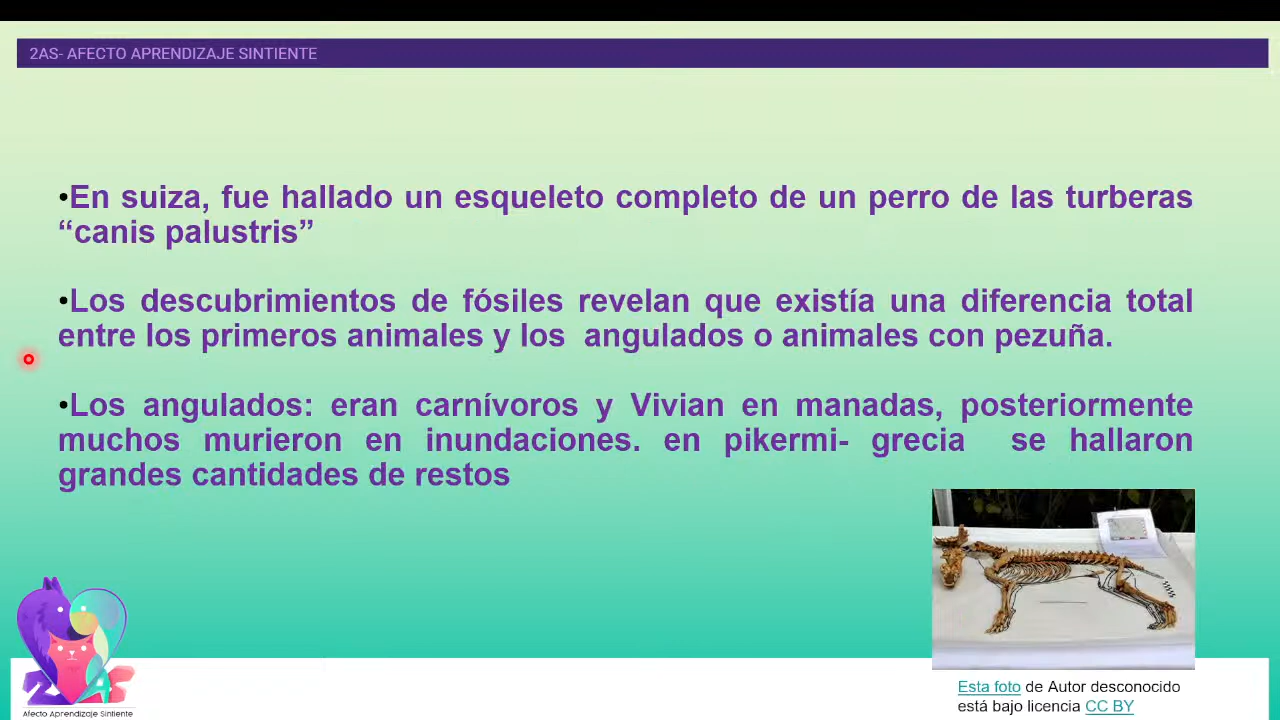 2AS- AFECTO APRENDIZAJE SINTIENTE
•En suiza, fue hallado un esqueleto completo de un perro de las turberas
“canis palustris”
•Los descubrimientos de fósiles revelan que existía una diferencia total
entre los primeros animales y los angulados o animales con pezuña.
•Los angulados: eran carnívoros y Vivian en manadas, posteriormente
muchos murieron en inundaciones. en pikermi- grecia se hallaron
grandes cantidades de restos
2AS
Afecto Aprendizaje Sintiente
Esta foto de Autor desconocido
está bajo licencia CC BY